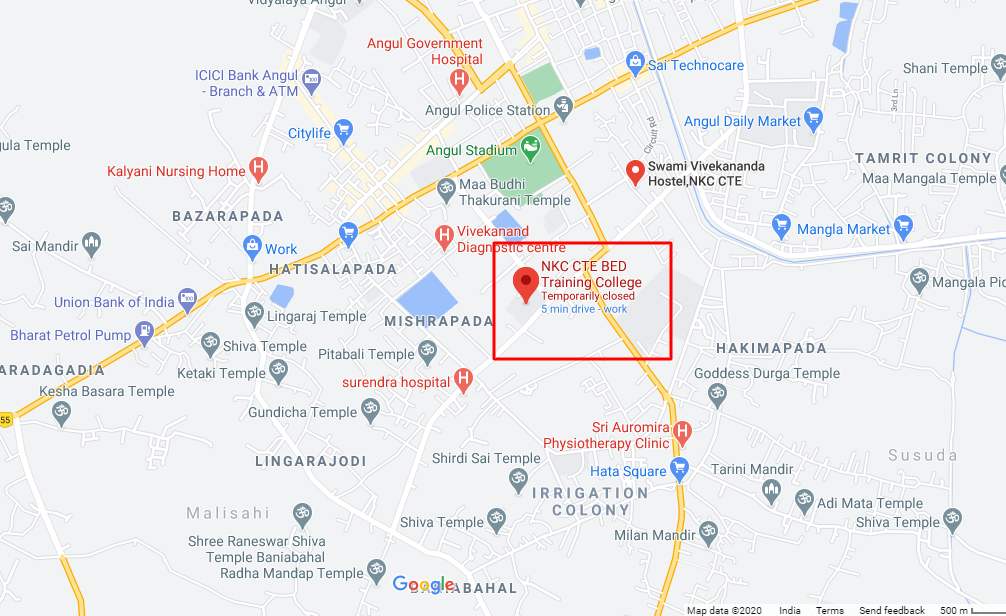 Vidyalaya Angul
Angul Government
Hospital
ICICI Bank Angul
- Branch & ATM
Sai Technocare
Shani Temple
3rd Ln
Angul Police Station
Angul Daily Market
Circuit Rd
Citylife
gula Temple
Angul Stadium
TAMRIT COLONY
Kalyani Nursing Home
Swami Vivekananda
Hostel,NKC CTE
Maa Mangala Temple
Maa Budhi
Thakurani Temple
BAZARAPADA
Vivekanand
Diagnostic centre
Mangla Market
Sai Mandir
Work
HATISALAPADA
NKC CTE BED
Training College
Temporarily closed
5 min drive - work
Mangala Pic
Union Bank of India
Lingaraj Temple
MISHRAPADA
Bharat Petrol Pump
Shiva Temple
Pitabali Temple
HAKIMAPADA
ARADAGADIA
Ketaki Temple
Goddess Durga Temple
surendra hospital
Kesha Basara Temple
55
Gundicha Temple
Sri Auromira
Physiotherapy Clinic
LINGARAJODI
Shirdi Sai Temple
Susuda
Hata Square
Tarini Mandir
IRRIGATION
COLONY
Adi Mata Temple
Malisahi
Shiva Temple
Shiva Temple
Milan Mandir
Shree Raneswar Shiva
Temple Baniabahal
Radha Mandap Temple
Google
BAHABAHAL
Map data ©2020 India Terms Send feedback 500 m